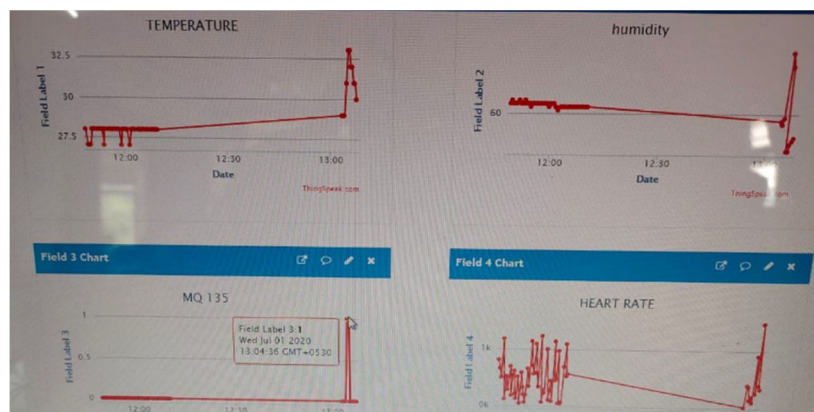 TEMPERATURE
32.5
30
27.5
Field Label 1
12:00
12:30
13:00
Date
ThingSpeak.com
humidity
60
Field Label 2
12:00
12:30
Date
Field 3 Chart
MQ 135
1
0.5
0
Field Label 3
Field Label 3:1
Wed Jul 01 2020
13:04:36 GMT+0530
12:00
Field 4 Chart
HEART RATE
1k
Field Label 4